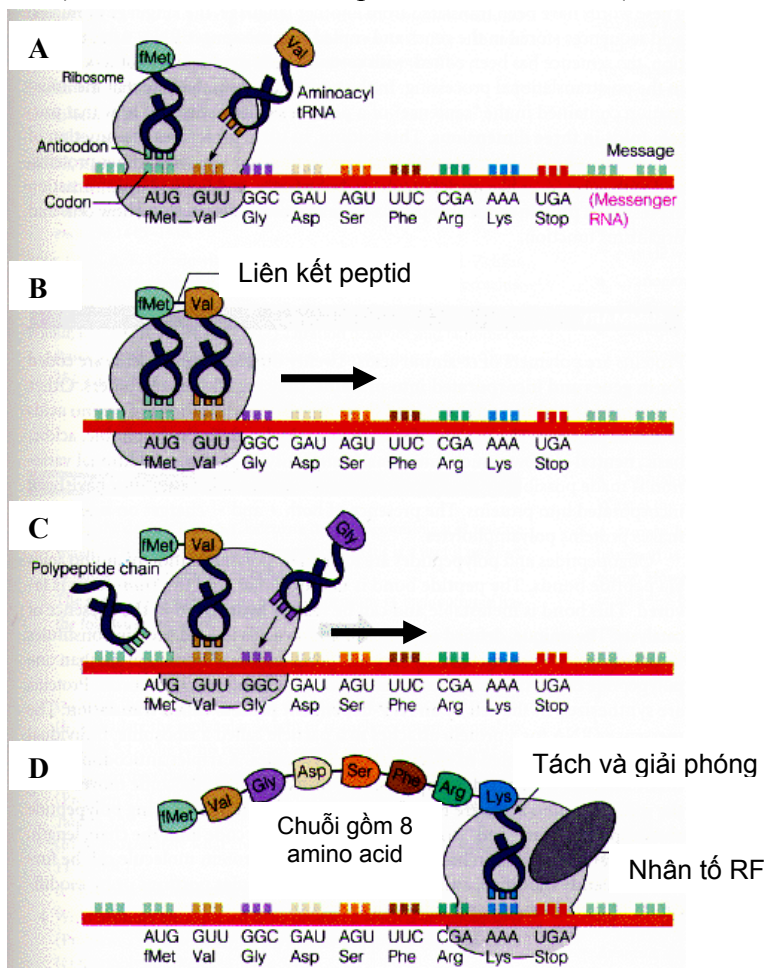 A
fMet
Val
Ribosome
Aminoacyl
tRNA
Anticodon
Message
Codon
AUG GUU GGC GAU AGU UUC CGA AAA UGA (Messenger
fMet Val Gly Asp Ser Phe Arg Lys Stop RNA)
B
Liên kết peptid
fMet Val
AUG GUU GGC GAU AGU UUC CGA AAA UGA
fMet Val Gly Asp Ser Phe Arg Lys Stop
C
fMet Val
Gly
Polypeptide chain
AUG GUU GGC GAU AGU UUC CGA AAA UGA
fMet Val Gly Asp Ser Phe Arg Lys Stop
D
fMet Val Gly Asp Ser Phe Arg Lys
Tách và giải phóng
Chuỗi gồm 8
amino acid
Nhân tố RF
AUG GUU GGC GAU AGU UUC CGA AAA UGA
fMet Val Gly Asp Ser Phe Arg Lys Stop